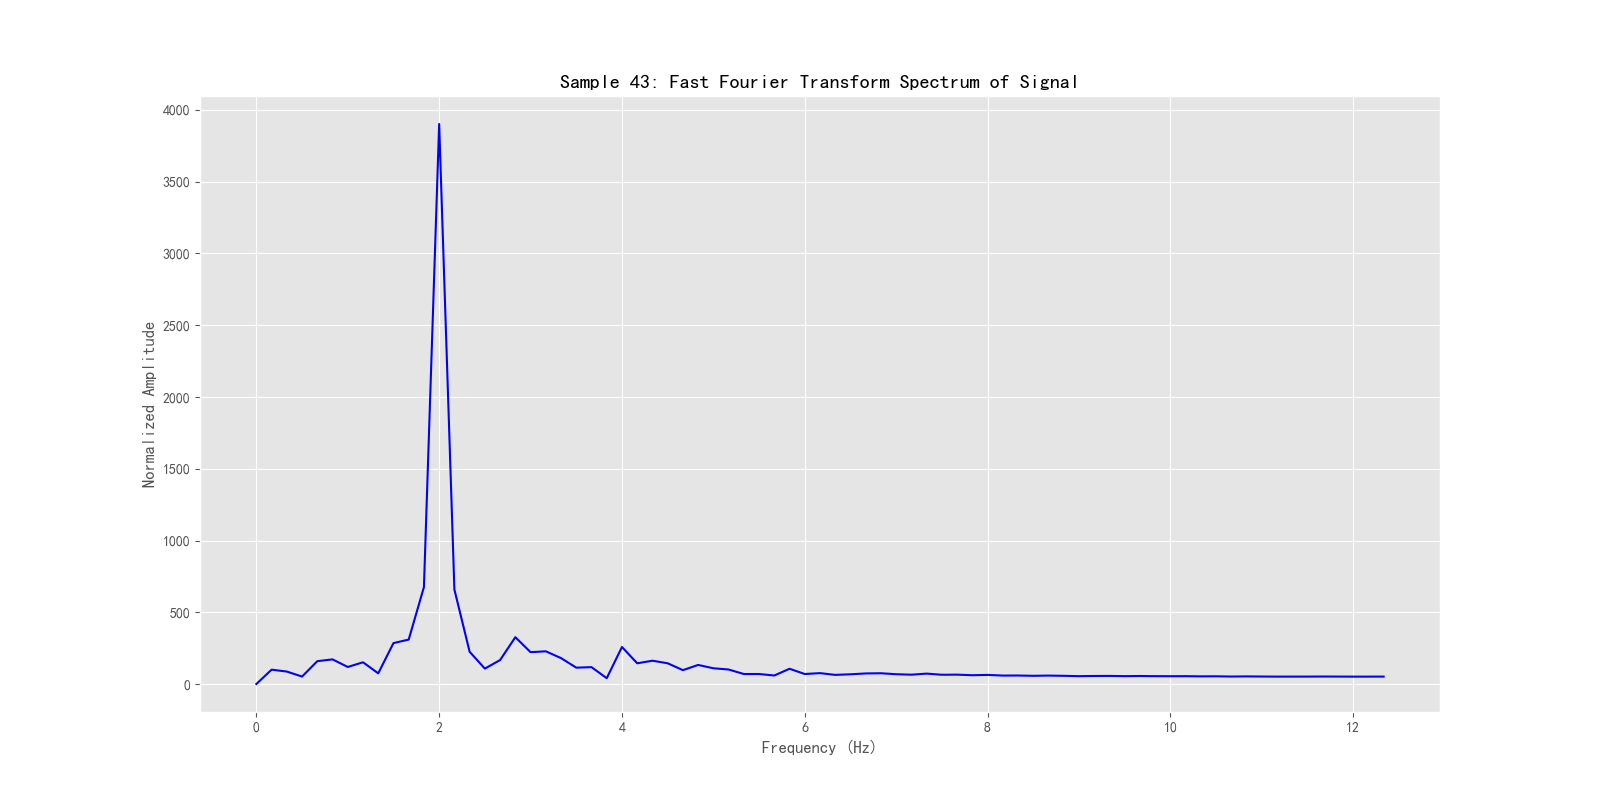 Sample 43: Fast Fourier Transform Spectrum of Signal
4000
3500
3000
2500
2000
1500
1000
500
0
Normalized Amplitude
0 2 4 6 8 10 12
Frequency (Hz)